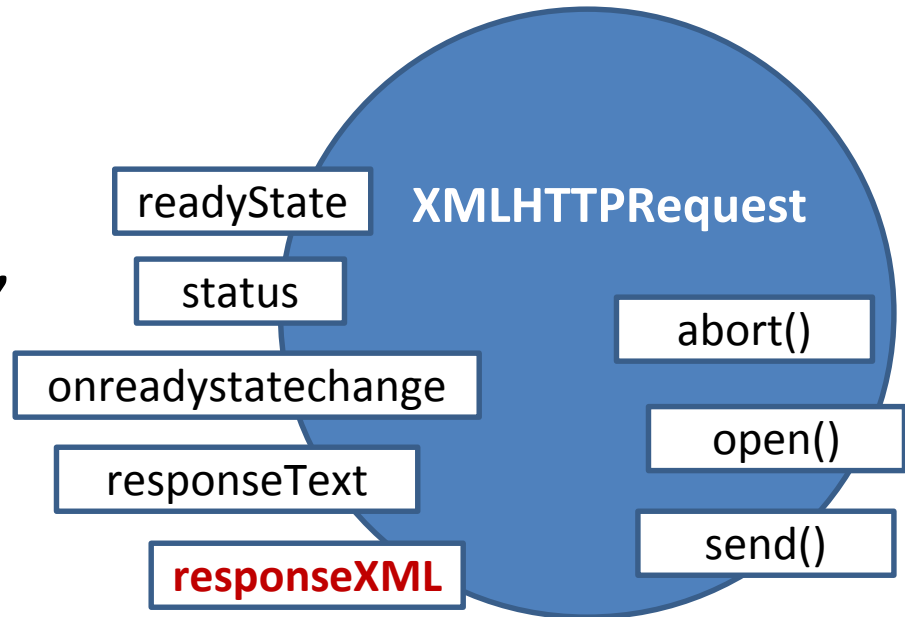 readyState
XMLHTTPRequest
status
abort()
onreadystatechange
open()
responseText
send()
responseXML